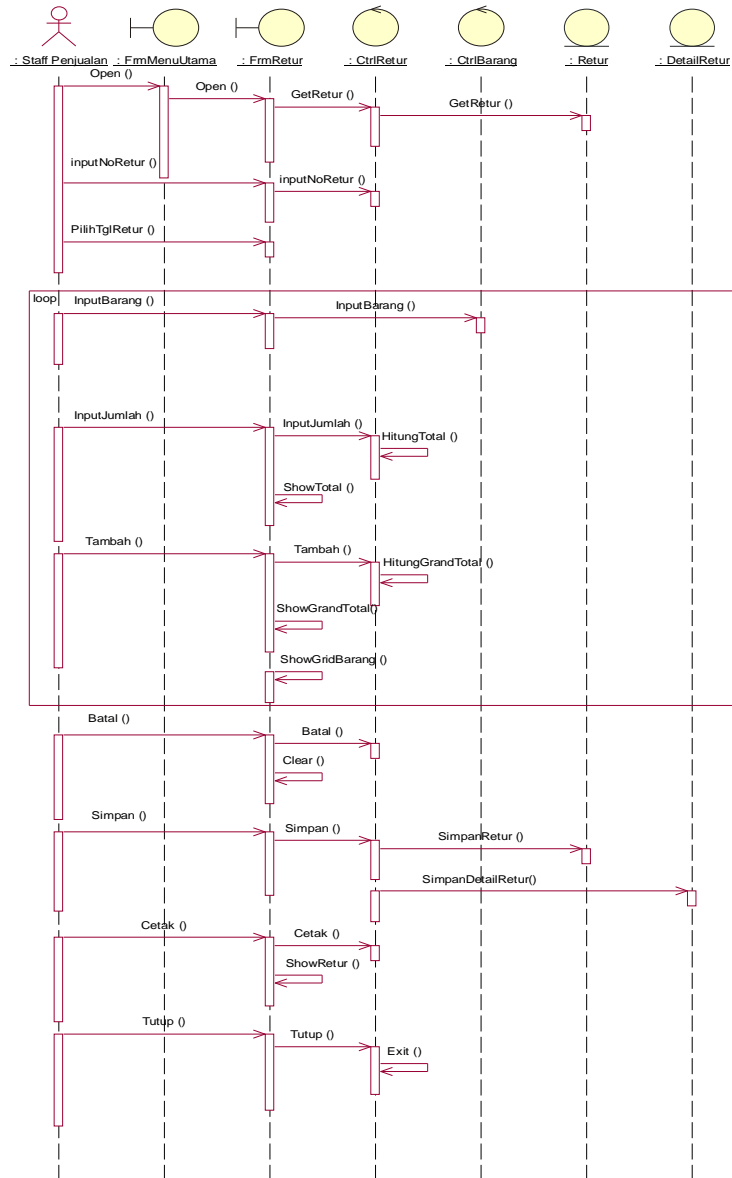 : Staff Penjualan
: FrmMenuUtama
: FrmRetur
: CtrlRetur
: CtrlBarang
: Retur
: DetailRetur
Open ()
Open ()
GetRetur ()
GetRetur ()
inputNoRetur ()
inputNoRetur ()
PilihTglRetur ()
loop
InputBarang ()
InputBarang ()
InputJumlah ()
InputJumlah ()
HitungTotal ()
ShowTotal ()
Tambah ()
Tambah ()
HitungGrandTotal ()
ShowGrandTotal()
ShowGridBarang ()
Batal ()
Batal ()
Clear ()
Simpan ()
Simpan ()
SimpanRetur ()
SimpanDetailRetur()
Cetak ()
Cetak ()
ShowRetur ()
Tutup ()
Tutup ()
Exit ()